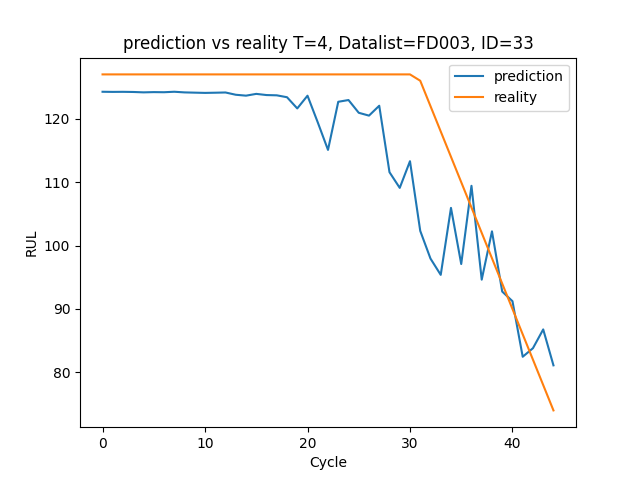 prediction vs reality T=4, Datalist=FD003, ID=33
prediction
reality
120
110
100
90
80
RUL
0 10 20 30 40
Cycle